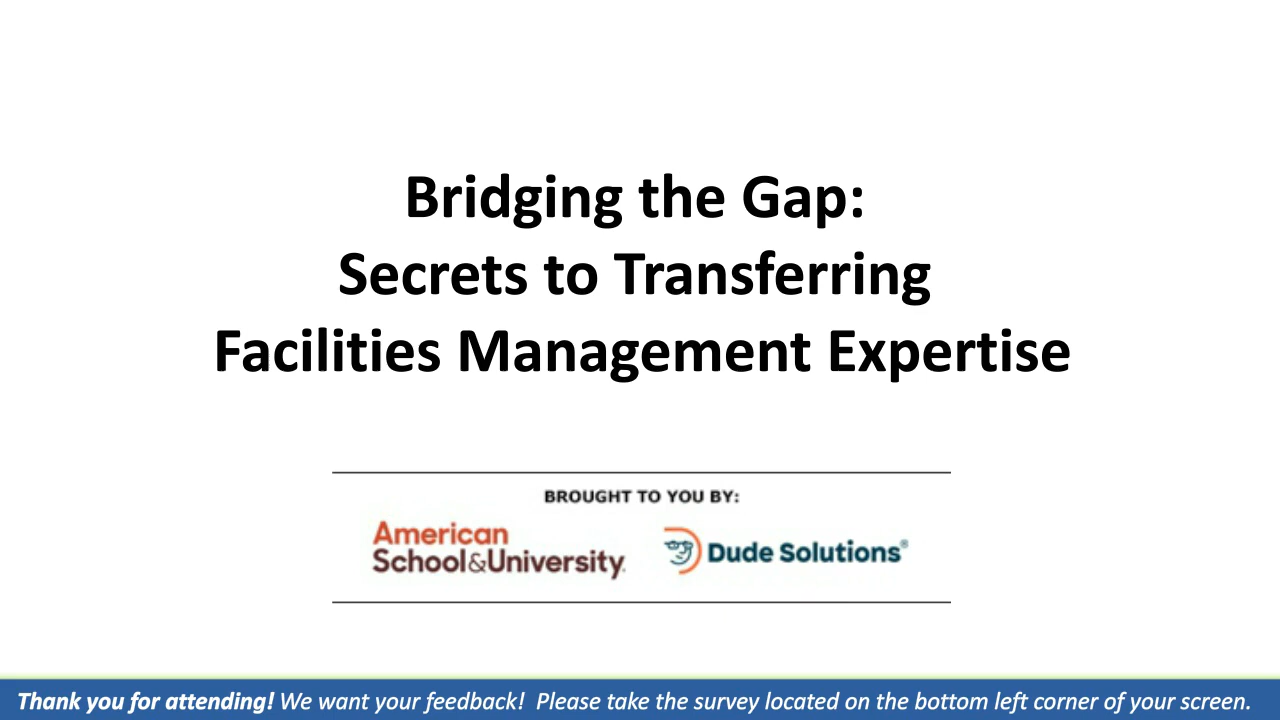 Bridging the Gap:
Secrets to Transferring
Facilities Management Expertise
BROUGHT TO YOU BY:
American
School&University.
Dude Solutions®
Thank you for attending! We want your feedback!  Please take the survey located on the bottom left corner of your screen.